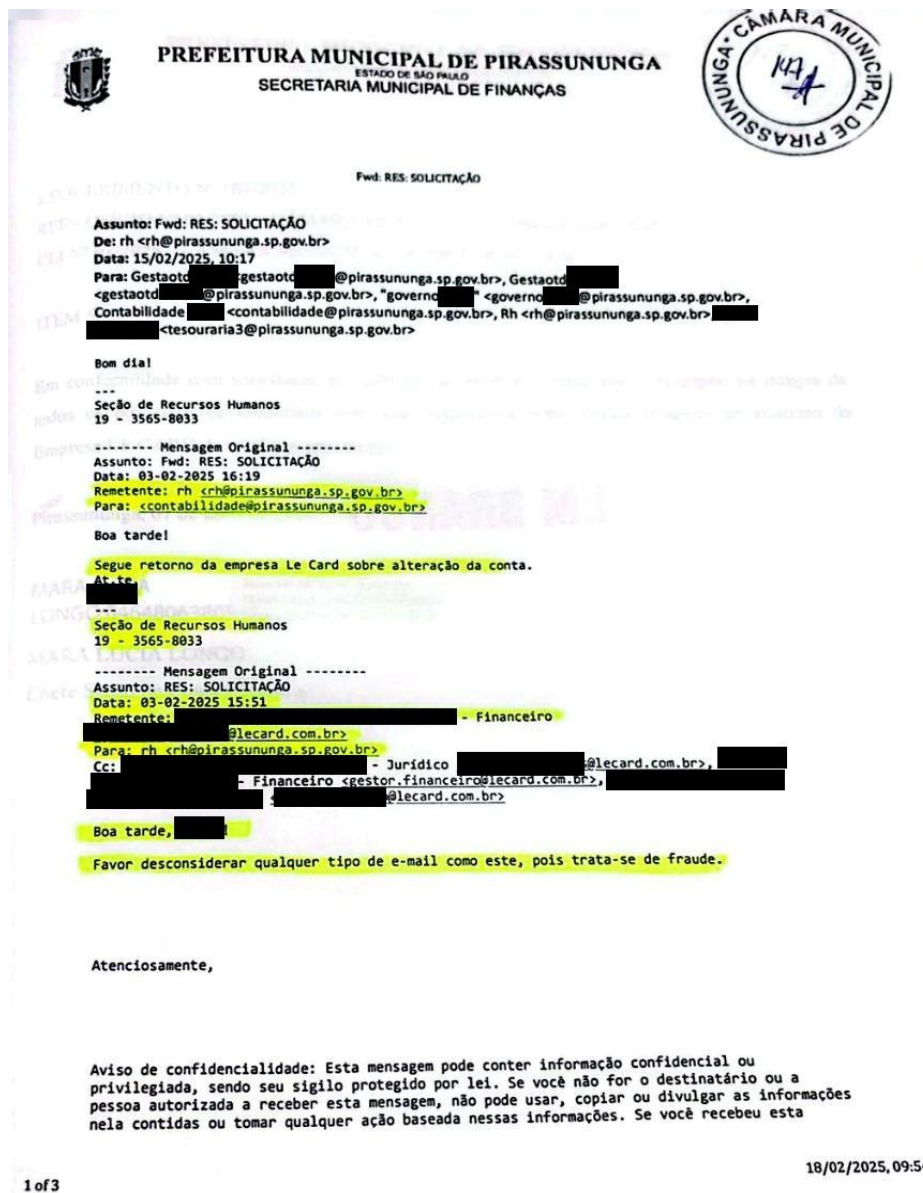 PREFEITURA MUNICIPAL DE PIRASSUNUNGA
ESTADO DE SÃO PAULO
SECRETARIA MUNICIPAL DE FINANÇAS
CÂMARA MUNICIPAL DE PIRASSUNUNGA
147
Fwd: RES: SOLICITAÇÃO
Assunto: Fwd: RES: SOLICITAÇÃO
De: rh <rh@pirassununga.sp.gov.br>
Data: 15/02/2025, 10:17
Para: Gestaotd <gestaotd @pirassununga.sp.gov.br>, Gestaotd
<gestaotd @pirassununga.sp.gov.br>, "governo " <governo @pirassununga.sp.gov.br>,
Contabilidade <contabilidade@pirassununga.sp.gov.br>, Rh <rh@pirassununga.sp.gov.br>
<tesouraria3@pirassununga.sp.gov.br>
Bom dia!
---
Seção de Recursos Humanos
19 - 3565-8033
-------- Mensagem Original --------
Assunto: Fwd: RES: SOLICITAÇÃO
Data: 03-02-2025 16:19
Remetente: rh <rh@pirassununga.sp.gov.br>
Para: <contabilidade@pirassununga.sp.gov.br>
Boa tarde!
Segue retorno da empresa Le Card sobre alteração da conta.
At.te.
---
Seção de Recursos Humanos
19 - 3565-8033
MARA LUCIA LONGO
-------- Mensagem Original --------
Assunto: RES: SOLICITAÇÃO
Data: 03-02-2025 15:51
Remetente: - Financeiro
@lecard.com.br>
Para: rh <rh@pirassununga.sp.gov.br>
Cc: - Jurídico @lecard.com.br>,
- Financeiro <gestor.financeiro@lecard.com.br>,
< @lecard.com.br>
Boa tarde, !
Favor desconsiderar qualquer tipo de e-mail como este, pois trata-se de fraude.
Atenciosamente,
Aviso de confidencialidade: Esta mensagem pode conter informação confidencial ou
privilegiada, sendo seu sigilo protegido por lei. Se você não for o destinatário ou a
pessoa autorizada a receber esta mensagem, não pode usar, copiar ou divulgar as informações
nela contidas ou tomar qualquer ação baseada nessas informações. Se você recebeu esta
1 of 3
18/02/2025, 09:5